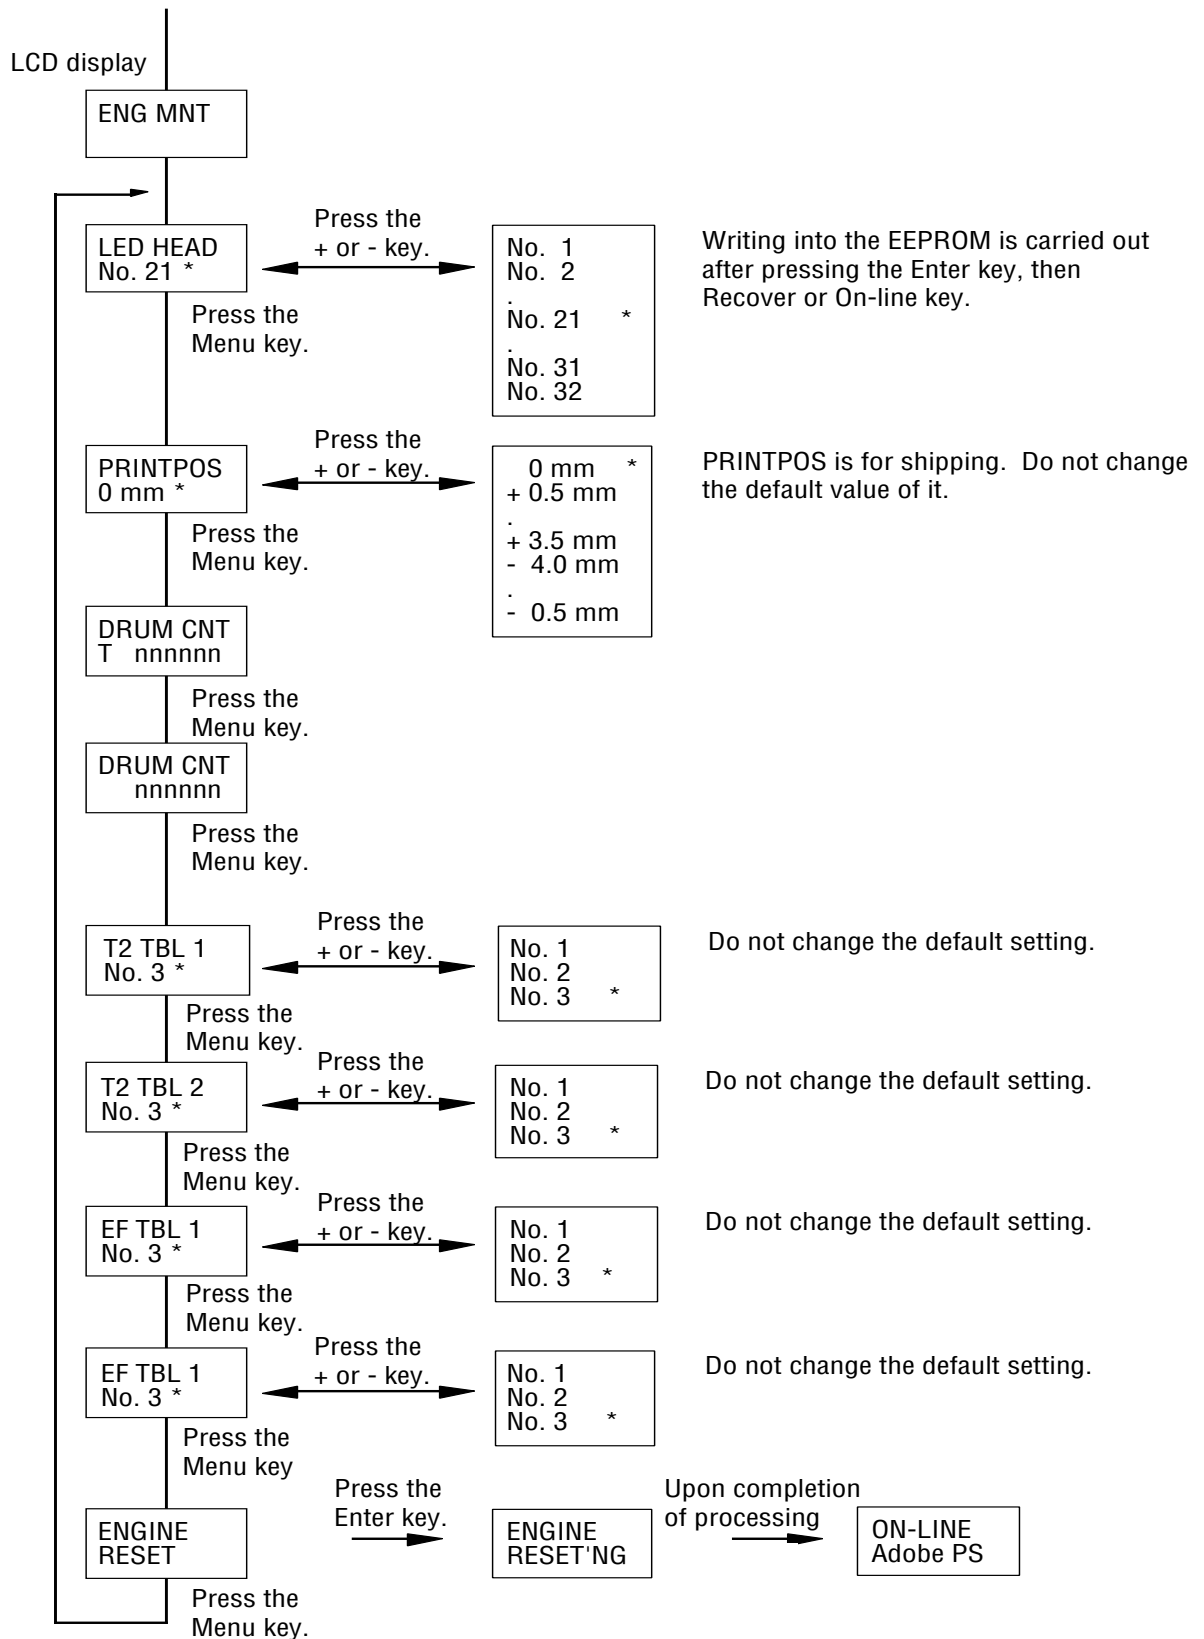 LCD display
ENG MNT
LED HEAD
No. 21 *
Press the
+ or - key.
No. 1
No. 2
.
No. 21 *
.
No. 31
No. 32
Writing into the EEPROM is carried out
after pressing the Enter key, then
Recover or On-line key.
Press the
Menu key.
PRINTPOS
0 mm *
Press the
+ or - key.
0 mm *
+ 0.5 mm
.
+ 3.5 mm
- 4.0 mm
.
- 0.5 mm
PRINTPOS is for shipping. Do not change
the default value of it.
Press the
Menu key.
DRUM CNT
T nnnnnn
Press the
Menu key.
DRUM CNT
nnnnnn
Press the
Menu key.
T2 TBL 1
No. 3 *
Press the
+ or - key.
No. 1
No. 2
No. 3 *
Do not change the default setting.
Press the
Menu key.
T2 TBL 2
No. 3 *
Press the
+ or - key.
No. 1
No. 2
No. 3 *
Do not change the default setting.
Press the
Menu key.
EF TBL 1
No. 3 *
Press the
+ or - key.
No. 1
No. 2
No. 3 *
Do not change the default setting.
Press the
Menu key.
EF TBL 1
No. 3 *
Press the
+ or - key.
No. 1
No. 2
No. 3 *
Do not change the default setting.
Press the
Menu key
ENGINE
RESET
Press the
Enter key.
ENGINE
RESET'NG
Upon completion
of processing
ON-LINE
Adobe PS
Press the
Menu key.